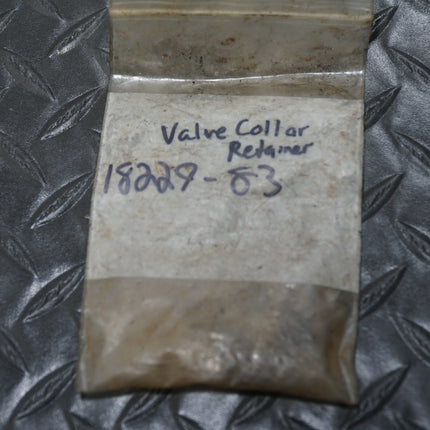 Valve Collar
Retainer
18229-83